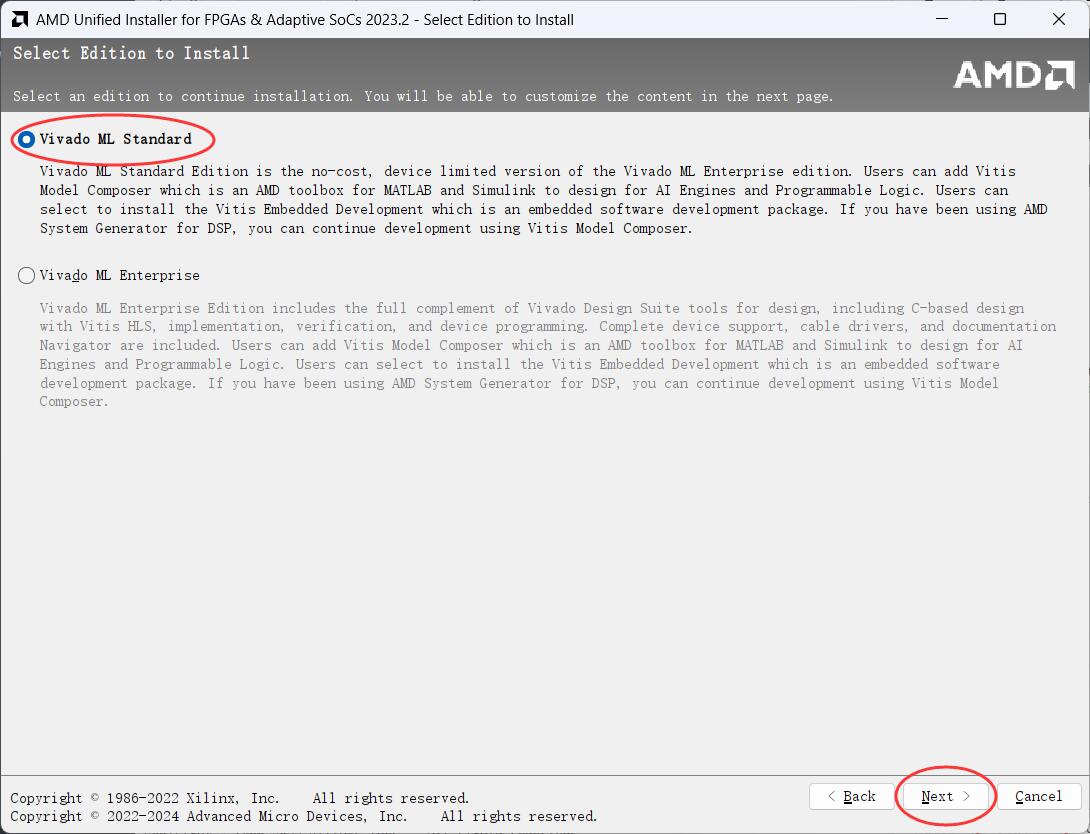 AMD Unified Installer for FPGAs & Adaptive SoCs 2023.2 - Select Edition to Install
Select Edition to Install
AMD
Select an edition to continue installation. You will be able to customize the content in the next page.
Vivado ML Standard
Vivado ML Standard Edition is the no-cost, device limited version of the Vivado ML Enterprise edition. Users can add Vitis
Model Composer which is an AMD toolbox for MATLAB and Simulink to design for AI Engines and Programmable Logic. Users can
select to install the Vitis Embedded Development which is an embedded software development package. If you have been using AMD
System Generator for DSP, you can continue development using Vitis Model Composer.
Vivado ML Enterprise
Vivado ML Enterprise Edition includes the full complement of Vivado Design Suite tools for design, including C-based design
with Vitis HLS, implementation, verification, and device programming. Complete device support, cable drivers, and documentation
Navigator are included. Users can add Vitis Model Composer which is an AMD toolbox for MATLAB and Simulink to design for AI
Engines and Programmable Logic. Users can select to install the Vitis Embedded Development which is an embedded software
development package. If you have been using AMD System Generator for DSP, you can continue development using Vitis Model
Composer.
Copyright © 1986-2022 Xilinx, Inc. All rights reserved.
Copyright © 2022-2024 Advanced Micro Devices, Inc. All rights reserved.
< Back Next > Cancel